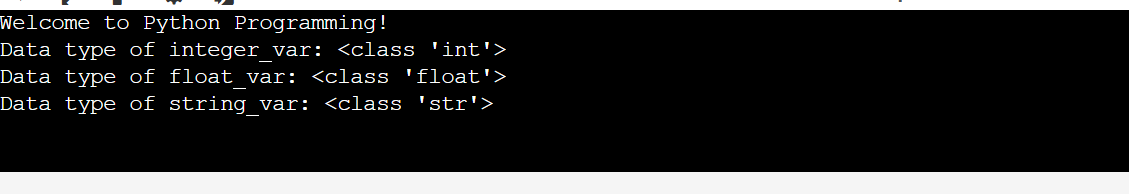 Welcome to Python Programming!
Data type of integer_var: <class 'int'>
Data type of float_var: <class 'float'>
Data type of string_var: <class 'str'>